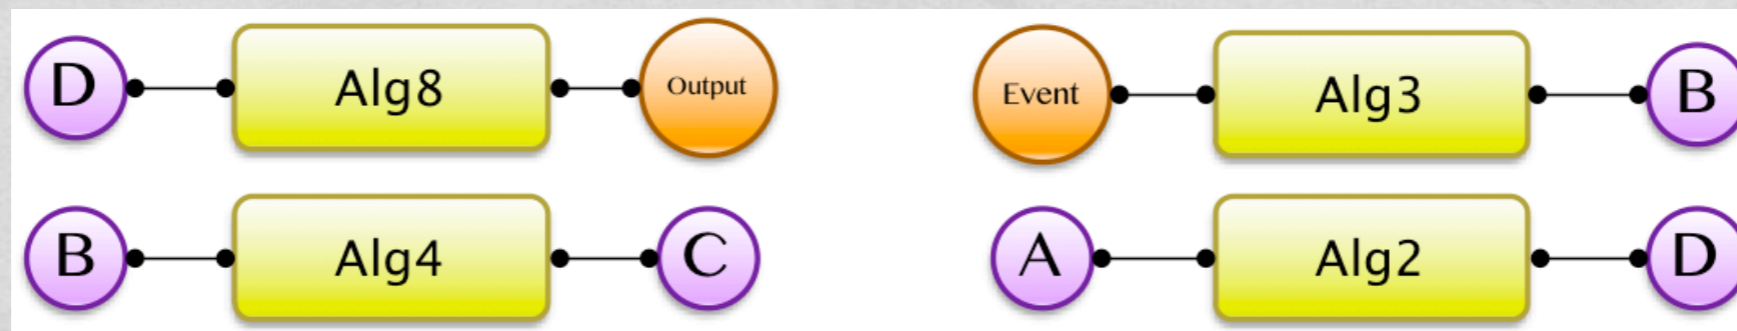 D Alg8 Output Event Alg3 B
B Alg4 C A Alg2 D